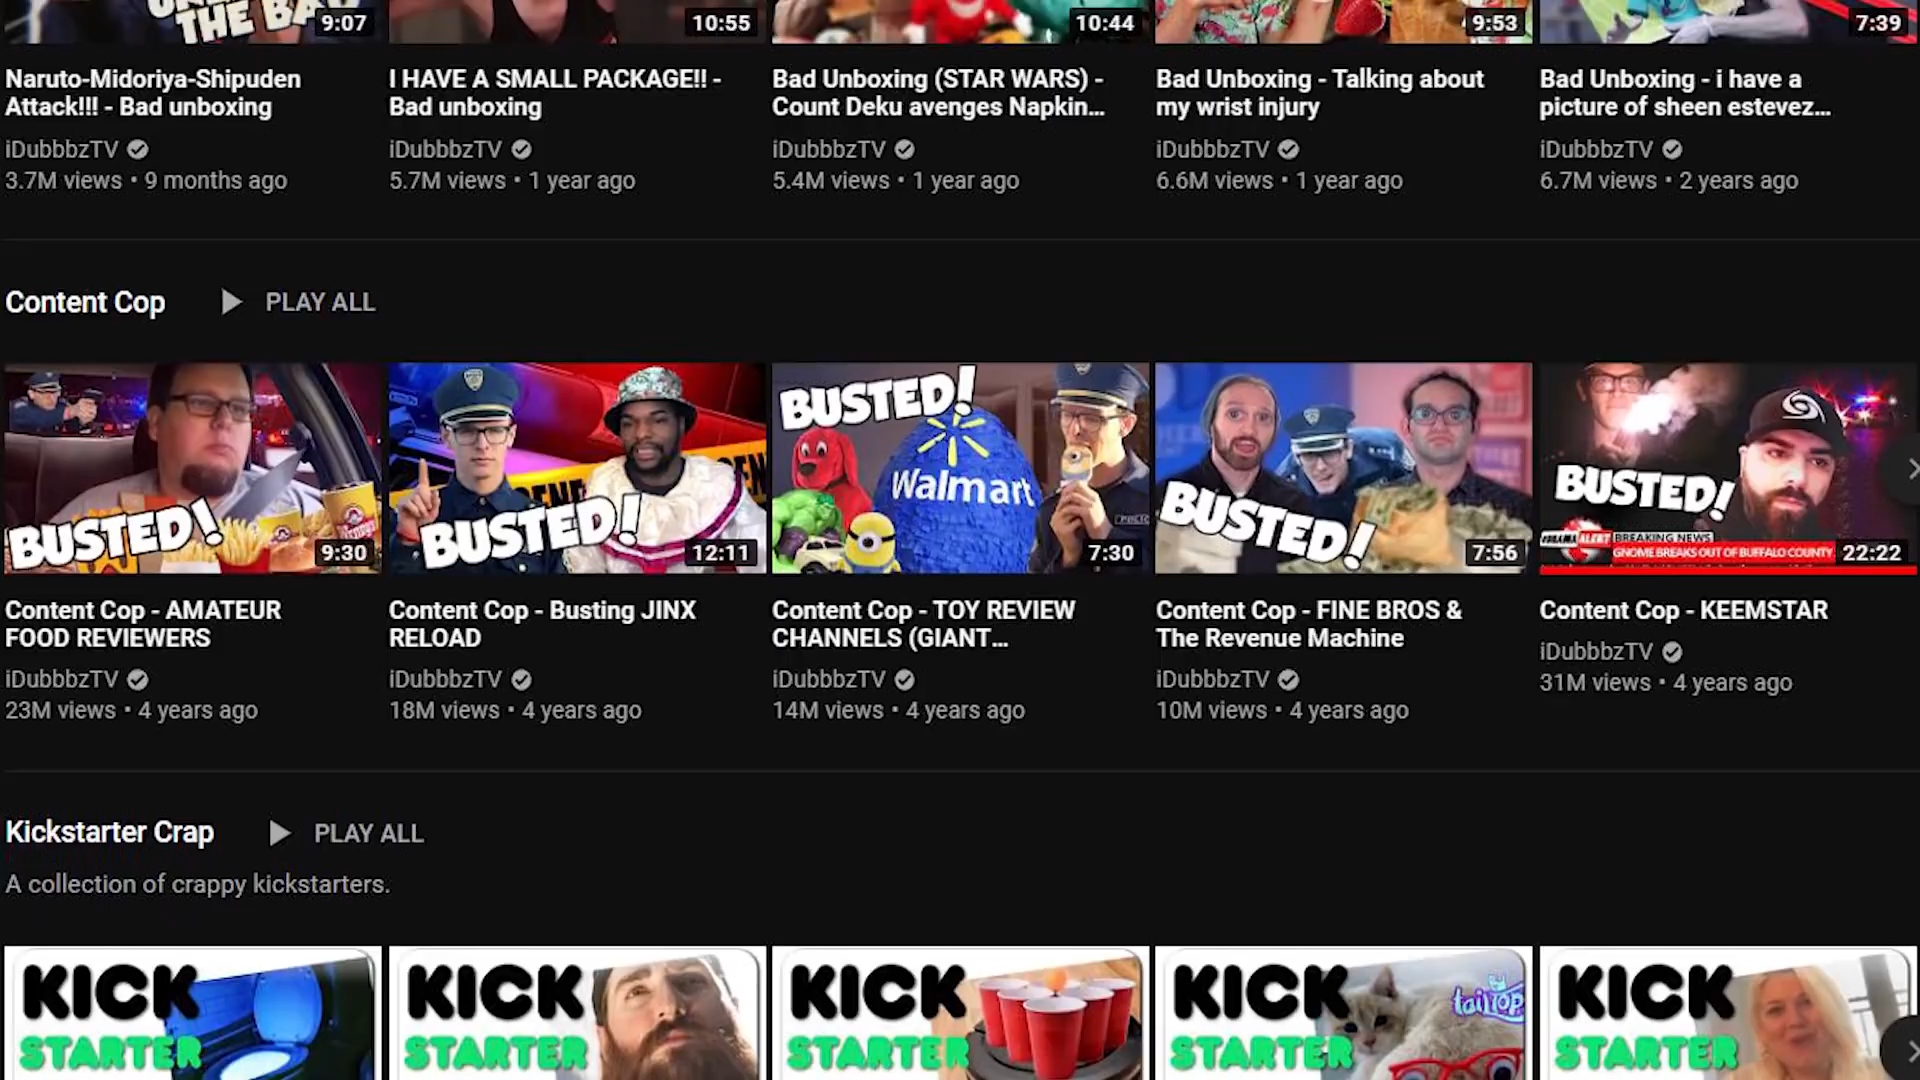 THE BAD
9:07
10:55
10:44
9:53
7:39
Naruto-Midoriya-Shipuden
Attack!!! - Bad unboxing
iDubbbzTV
3.7M views • 9 months ago
I HAVE A SMALL PACKAGE!! -
Bad unboxing
iDubbbzTV
5.7M views • 1 year ago
Bad Unboxing (STAR WARS) -
Count Deku avenges Napkin...
iDubbbzTV
5.4M views • 1 year ago
Bad Unboxing - Talking about
my wrist injury
iDubbbzTV
6.6M views • 1 year ago
Bad Unboxing - i have a
picture of sheen estevez...
iDubbbzTV
6.7M views • 2 years ago
Content Cop
PLAY ALL
BUSTED!
9:30
BUSTED!
12:11
BUSTED!
Walmart
7:30
BUSTED!
7:56
BUSTED!
ALERT
BREAKING NEWS
GNOME BREAKS OUT OF BUFFALO COUNTY
22:22
Content Cop - AMATEUR
FOOD REVIEWERS
iDubbbzTV
23M views • 4 years ago
Content Cop - Busting JINX
RELOAD
iDubbbzTV
18M views • 4 years ago
Content Cop - TOY REVIEW
CHANNELS (GIANT...
iDubbbzTV
14M views • 4 years ago
Content Cop - FINE BROS &
The Revenue Machine
iDubbbzTV
10M views • 4 years ago
Content Cop - KEEMSTAR
iDubbbzTV
31M views • 4 years ago
Kickstarter Crap
PLAY ALL
A collection of crappy kickstarters.
KICK
STARTER
KICK
STARTER
KICK
STARTER
KICK
STARTER
KICK
STARTER